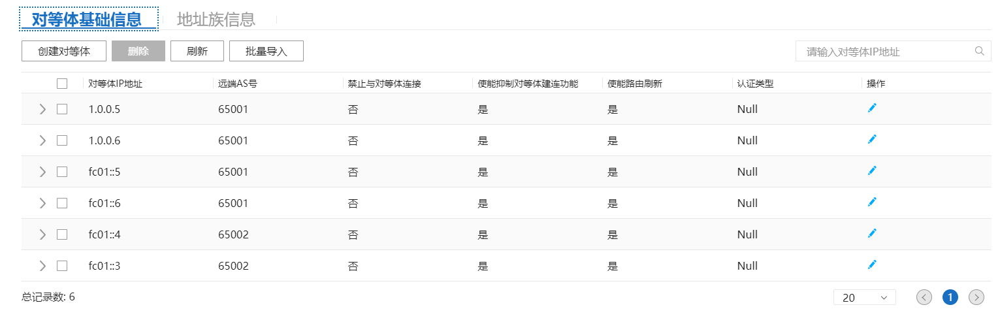 对等体基础信息 地址族信息
创建对等体 删除 刷新 批量导入 请输入对等体IP地址
对等体IP地址 远端AS号 禁止与对等体连接 使能抑制对等体建连功能 使能路由刷新 认证类型 操作
1.0.0.5 65001 否 是 是 Null
1.0.0.6 65001 否 是 是 Null
fc01::5 65001 否 是 是 Null
fc01::6 65001 否 是 是 Null
fc01::4 65002 否 是 是 Null
fc01::3 65002 否 是 是 Null
总记录数: 6 20 1